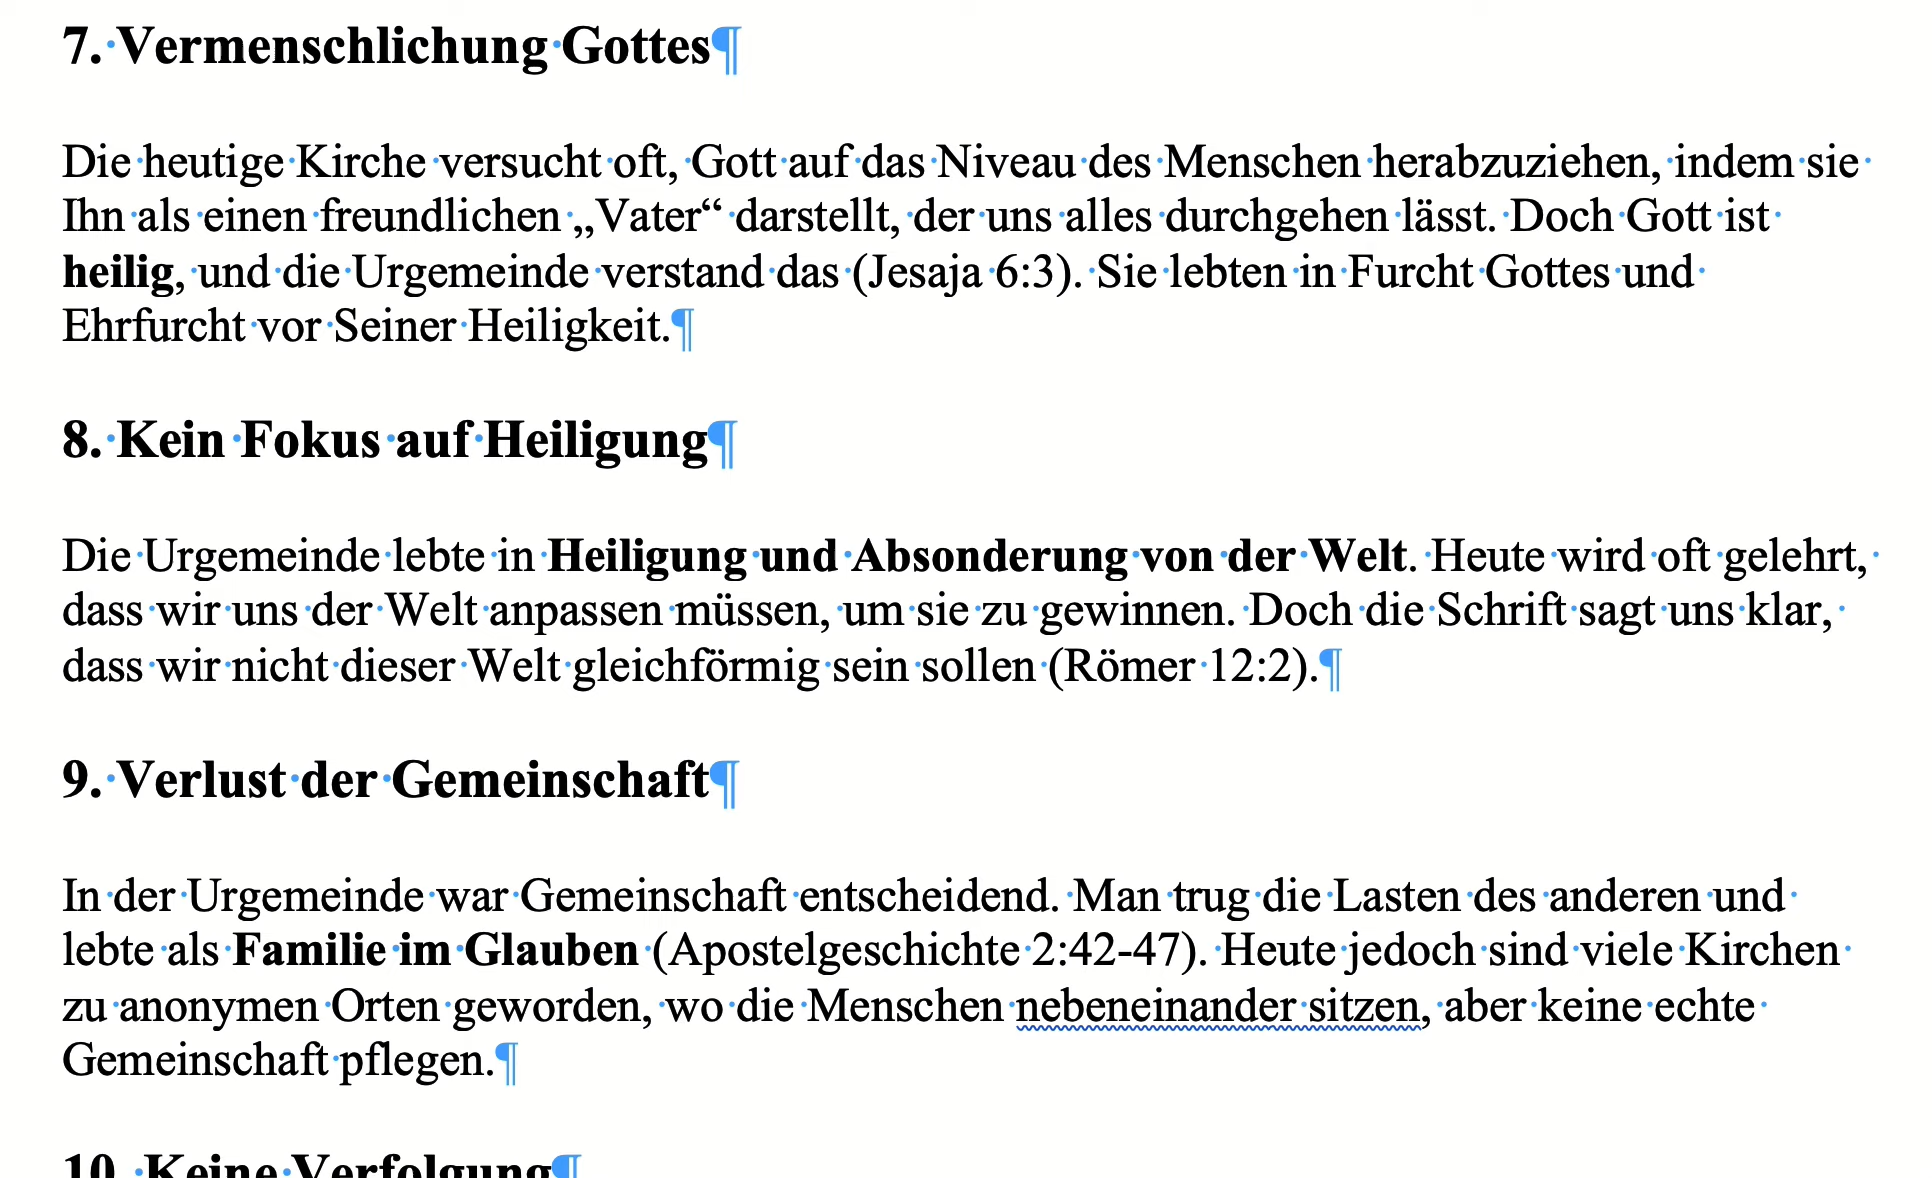 7. Vermenschlichung Gottes¶
Die heutige Kirche versucht oft, Gott auf das Niveau des Menschen herabzuziehen, indem sie
Ihn als einen freundlichen „Vater“ darstellt, der uns alles durchgehen lässt. Doch Gott ist
heilig, und die Urgemeinde verstand das (Jesaja 6:3). Sie lebten in Furcht Gottes und
Ehrfurcht vor Seiner Heiligkeit.¶
8. Kein Fokus auf Heiligung¶
Die Urgemeinde lebte in Heiligung und Absonderung von der Welt. Heute wird oft gelehrt,
dass wir uns der Welt anpassen müssen, um sie zu gewinnen. Doch die Schrift sagt uns klar,
dass wir nicht dieser Welt gleichförmig sein sollen (Römer 12:2).¶
9. Verlust der Gemeinschaft¶
In der Urgemeinde war Gemeinschaft entscheidend. Man trug die Lasten des anderen und
lebte als Familie im Glauben (Apostelgeschichte 2:42-47). Heute jedoch sind viele Kirchen
zu anonymen Orten geworden, wo die Menschen nebeneinander sitzen, aber keine echte
Gemeinschaft pflegen.¶
10. Keine Verfolgung¶